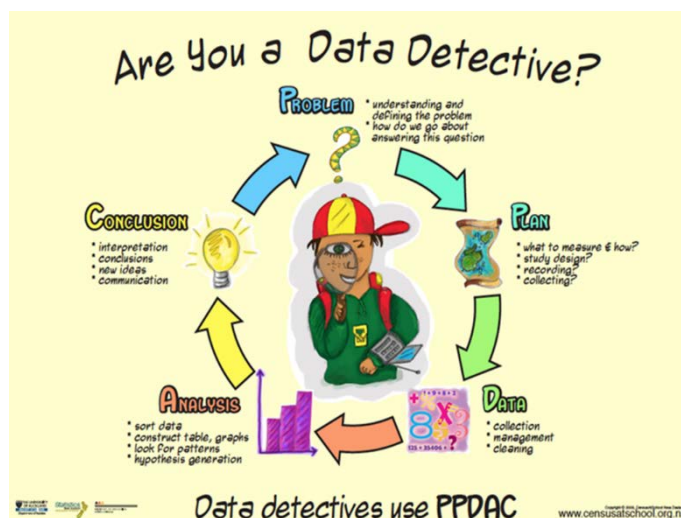 Are You a Data Detective?
PROBLEM
* understanding and
defining the problem
* how do we go about
answering this question
PLAN
* what to measure & how?
* study design?
* recording?
* collecting?
DATA
* collection
* management
* cleaning
ANALYSIS
* sort data
* construct table, graphs
* look for patterns
* hypothesis generation
CONCLUSION
* interpretation
* conclusions
* new ideas
* communication
Data detectives use PPDAC
Statistics
www.censusatschool.org.n